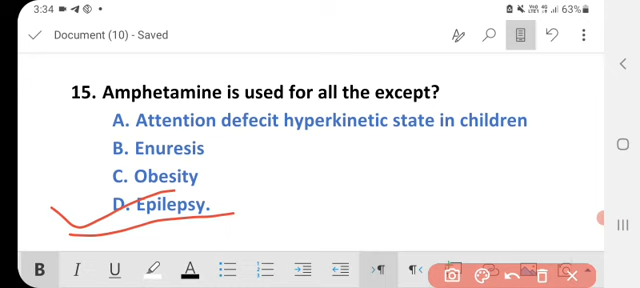 3:34 63%
Document (10) - Saved
15. Amphetamine is used for all the except?
A. Attention defecit hyperkinetic state in children
B. Enuresis
C. Obesity
D. Epilepsy.
B I U A